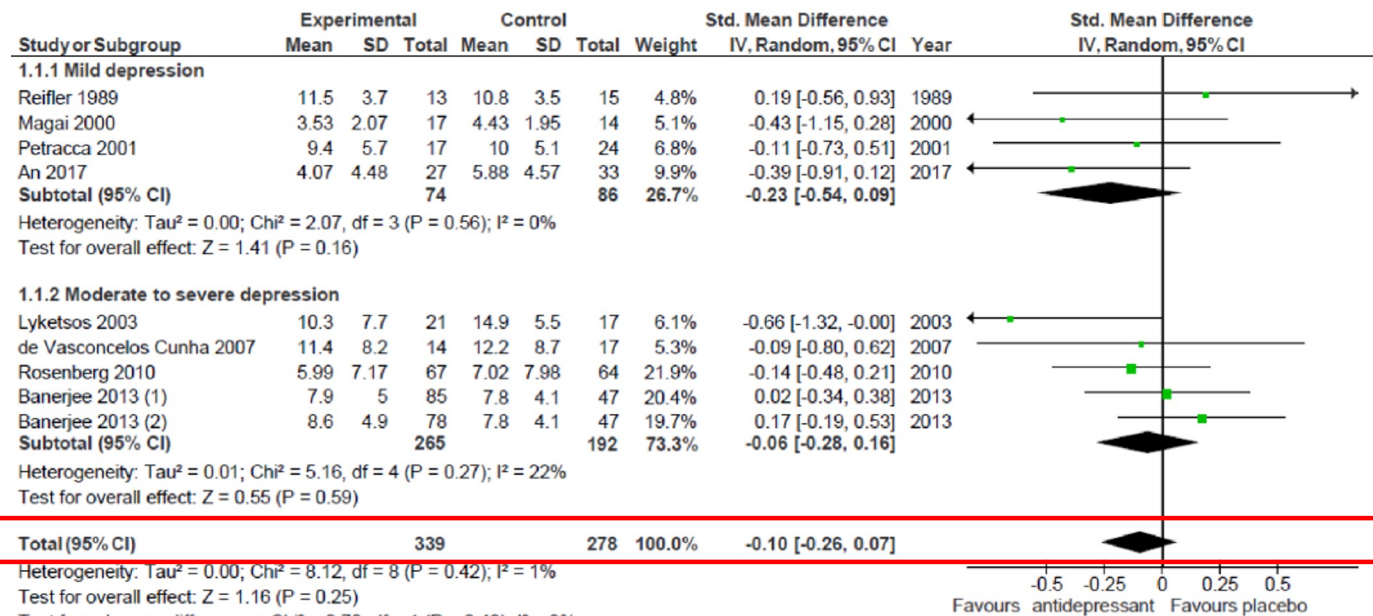 Experimental Control Std. Mean Difference Std. Mean Difference
Study or Subgroup Mean SD Total Mean SD Total Weight IV, Random, 95% CI Year IV, Random, 95% CI
1.1.1 Mild depression
Reifler 1989 11.5 3.7 13 10.8 3.5 15 4.8% 0.19 [-0.56, 0.93] 1989
Magai 2000 3.53 2.07 17 4.43 1.95 14 5.1% -0.43 [-1.15, 0.28] 2000
Petracca 2001 9.4 5.7 17 10 5.1 24 6.8% -0.11 [-0.73, 0.51] 2001
An 2017 4.07 4.48 27 5.88 4.57 33 9.9% -0.39 [-0.91, 0.12] 2017
Subtotal (95% CI) 74 86 26.7% -0.23 [-0.54, 0.09]
Heterogeneity: Tau² = 0.00; Chi² = 2.07, df = 3 (P = 0.56); I² = 0%
Test for overall effect: Z = 1.41 (P = 0.16)
1.1.2 Moderate to severe depression
Lyketsos 2003 10.3 7.7 21 14.9 5.5 17 6.1% -0.66 [-1.32, -0.00] 2003
de Vasconcelos Cunha 2007 11.4 8.2 14 12.2 8.7 17 5.3% -0.09 [-0.80, 0.62] 2007
Rosenberg 2010 5.99 7.17 67 7.02 7.98 64 21.9% -0.14 [-0.48, 0.21] 2010
Banerjee 2013 (1) 7.9 5 85 7.8 4.1 47 20.4% 0.02 [-0.34, 0.38] 2013
Banerjee 2013 (2) 8.6 4.9 78 7.8 4.1 47 19.7% 0.17 [-0.19, 0.53] 2013
Subtotal (95% CI) 265 192 73.3% -0.06 [-0.28, 0.16]
Heterogeneity: Tau² = 0.01; Chi² = 5.16, df = 4 (P = 0.27); I² = 22%
Test for overall effect: Z = 0.55 (P = 0.59)
Total (95% CI) 339 278 100.0% -0.10 [-0.26, 0.07]
Heterogeneity: Tau² = 0.00; Chi² = 8.12, df = 8 (P = 0.42); I² = 1%
-0.5 -0.25 0 0.25 0.5
Test for overall effect: Z = 1.16 (P = 0.25)
Favours antidepressant Favours placebo